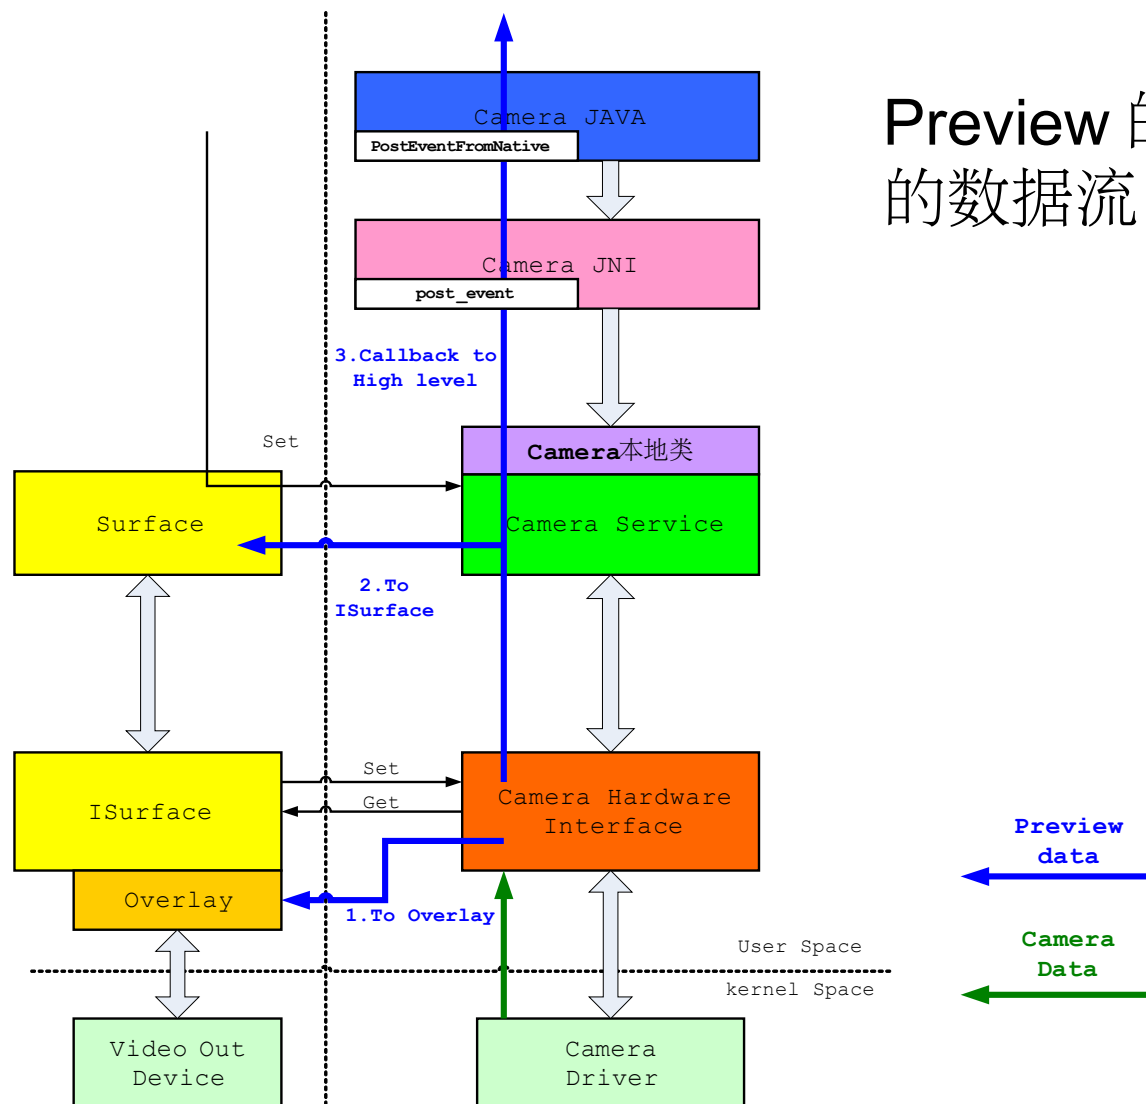 Camera JAVA
PostEventFromNative
Preview
的数据流
Camera JNI
post_event
3.Callback to
High level
Set
Camera本地类
Surface
Camera Service
2.To
ISurface
Set
Get
ISurface
Camera Hardware
Interface
Preview
data
Overlay
1.To Overlay
User Space
Camera
Data
kernel Space
Video Out
Device
Camera
Driver